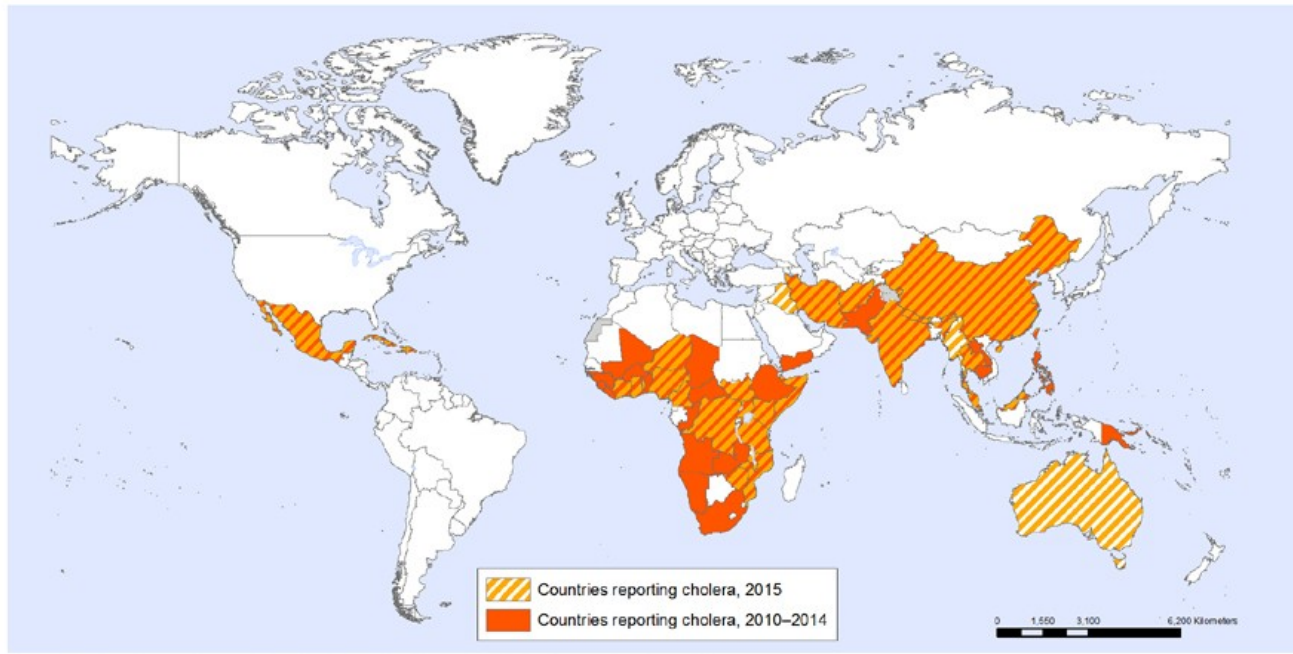 Countries reporting cholera, 2015
Countries reporting cholera, 2010–2014
0 1,550 3,100 6,200 Kilometers